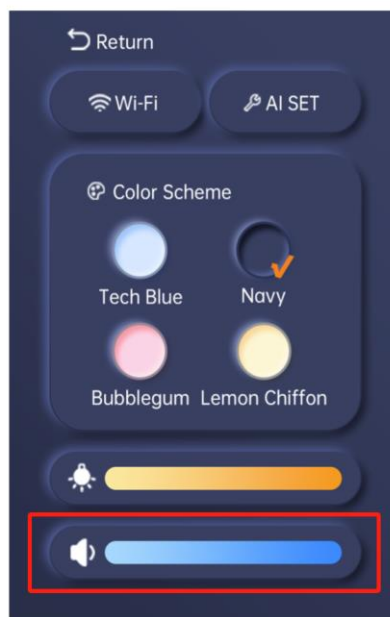 Return
Wi-Fi AI SET
Color Scheme
Tech Blue Navy
Bubblegum Lemon Chiffon